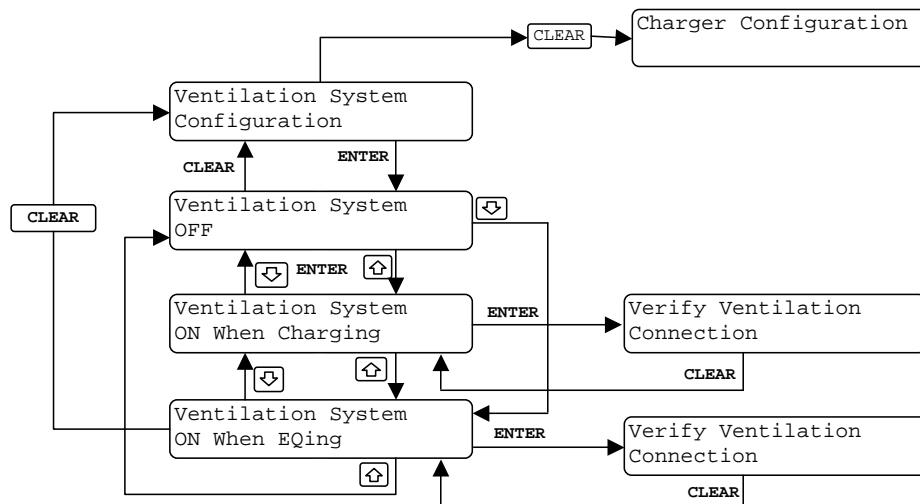 Charger Configuration
CLEAR
Ventilation System
Configuration
CLEAR
ENTER
CLEAR
Ventilation System
OFF
ENTER
Ventilation System
ON When Charging
ENTER
Verify Ventilation
Connection
CLEAR
Ventilation System
ON When EQing
ENTER
Verify Ventilation
Connection
CLEAR